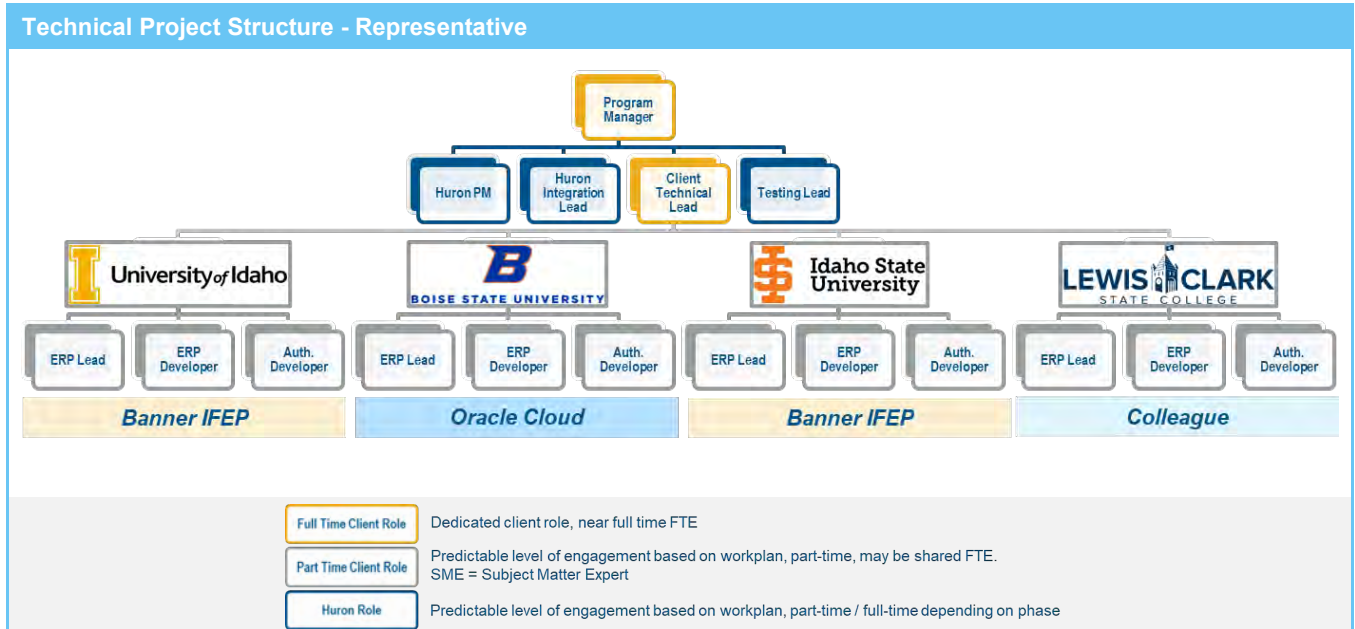 Technical Project Structure - Representative
Program
Manager
Huron PM
Huron
Integration
Lead
Client
Technical
Lead
Testing Lead
University of Idaho
B
BOISE STATE UNIVERSITY
Idaho State
University
LEWIS CLARK
STATE COLLEGE
ERP Lead
ERP
Developer
Auth.
Developer
ERP Lead
ERP
Developer
Auth.
Developer
ERP Lead
ERP
Developer
Auth.
Developer
ERP Lead
ERP
Developer
Auth.
Developer
Banner IFEP
Oracle Cloud
Banner IFEP
Colleague
Full Time Client Role
Dedicated client role, near full time FTE
Part Time Client Role
Predictable level of engagement based on workplan, part-time, may be shared FTE.
SME = Subject Matter Expert
Huron Role
Predictable level of engagement based on workplan, part-time / full-time depending on phase